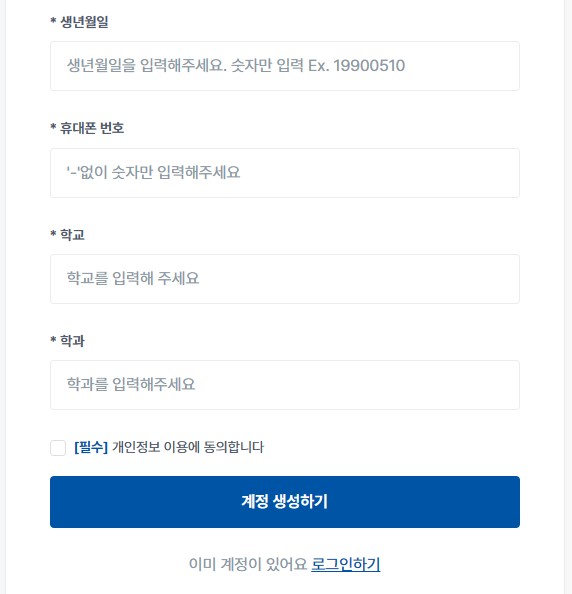 * 생년월일
생년월일을 입력해주세요. 숫자만 입력 Ex. 19900510
* 휴대폰 번호
'-'없이 숫자만 입력해주세요
* 학교
학교를 입력해 주세요
* 학과
학과를 입력해주세요
[필수] 개인정보 이용에 동의합니다
계정 생성하기
이미 계정이 있어요 로그인하기